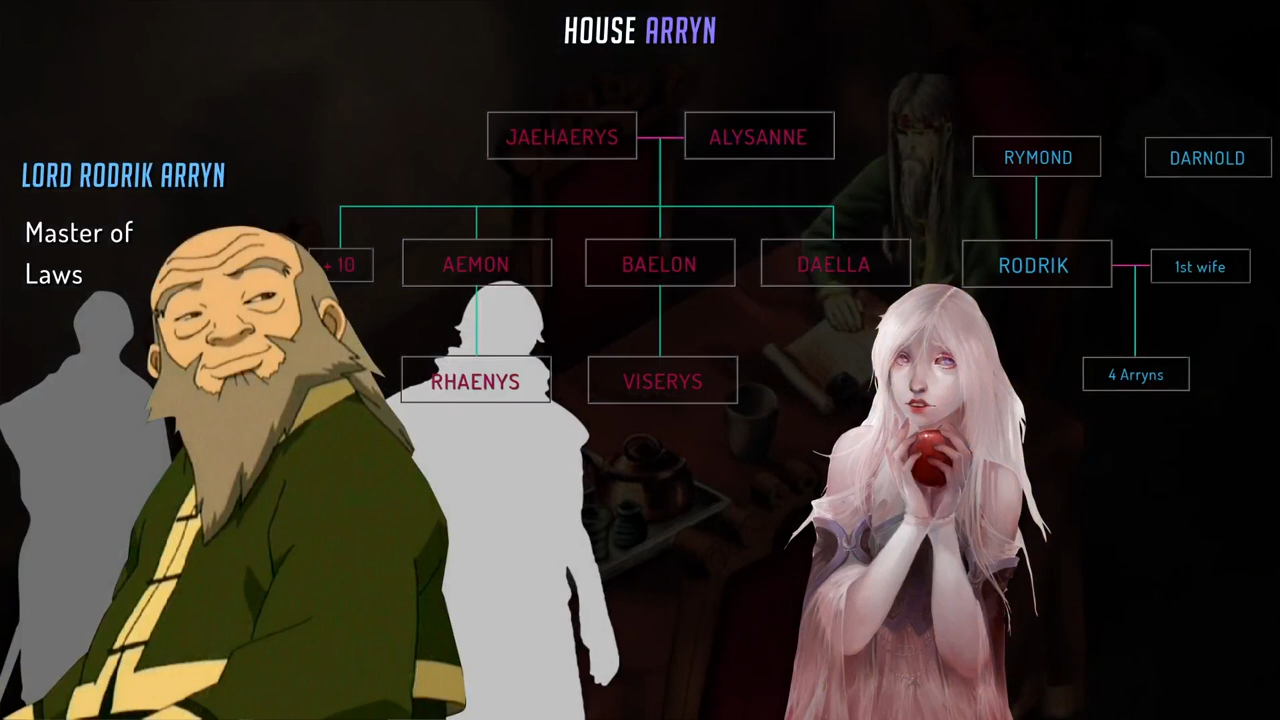 HOUSE ARRYN
JAEHAERYS
ALYSANNE
RYMOND
DARNOLD
LORD RODRIK ARRYN
Master of
Laws
+ 10
AEMON
BAELON
DAELLA
RODRIK
1st wife
RHAENYS
VISERYS
4 Arryns